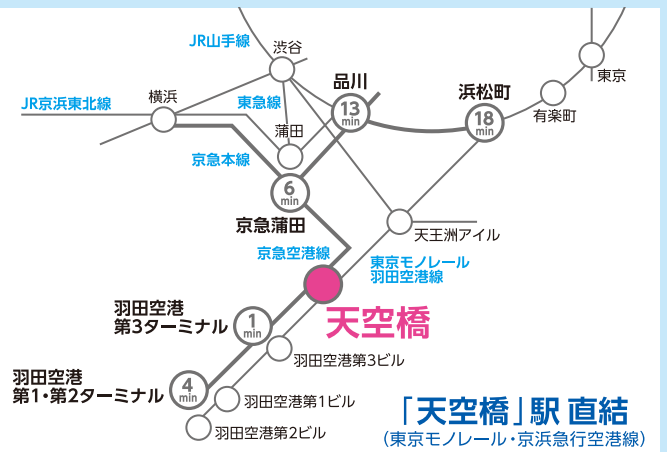 JR山手線
渋谷
東京
品川
浜松町
JR京浜東北線
横浜
東急線
13
min
18
min
有楽町
蒲田
京急本線
6
min
京急蒲田
天王洲アイル
京急空港線
東京モノレール
羽田空港線
天空橋
羽田空港
第3ターミナル
1
min
羽田空港第3ビル
羽田空港
第1・第2ターミナル
4
min
羽田空港第1ビル
羽田空港第2ビル
「天空橋」駅 直結
(東京モノレール・京浜急行空港線)